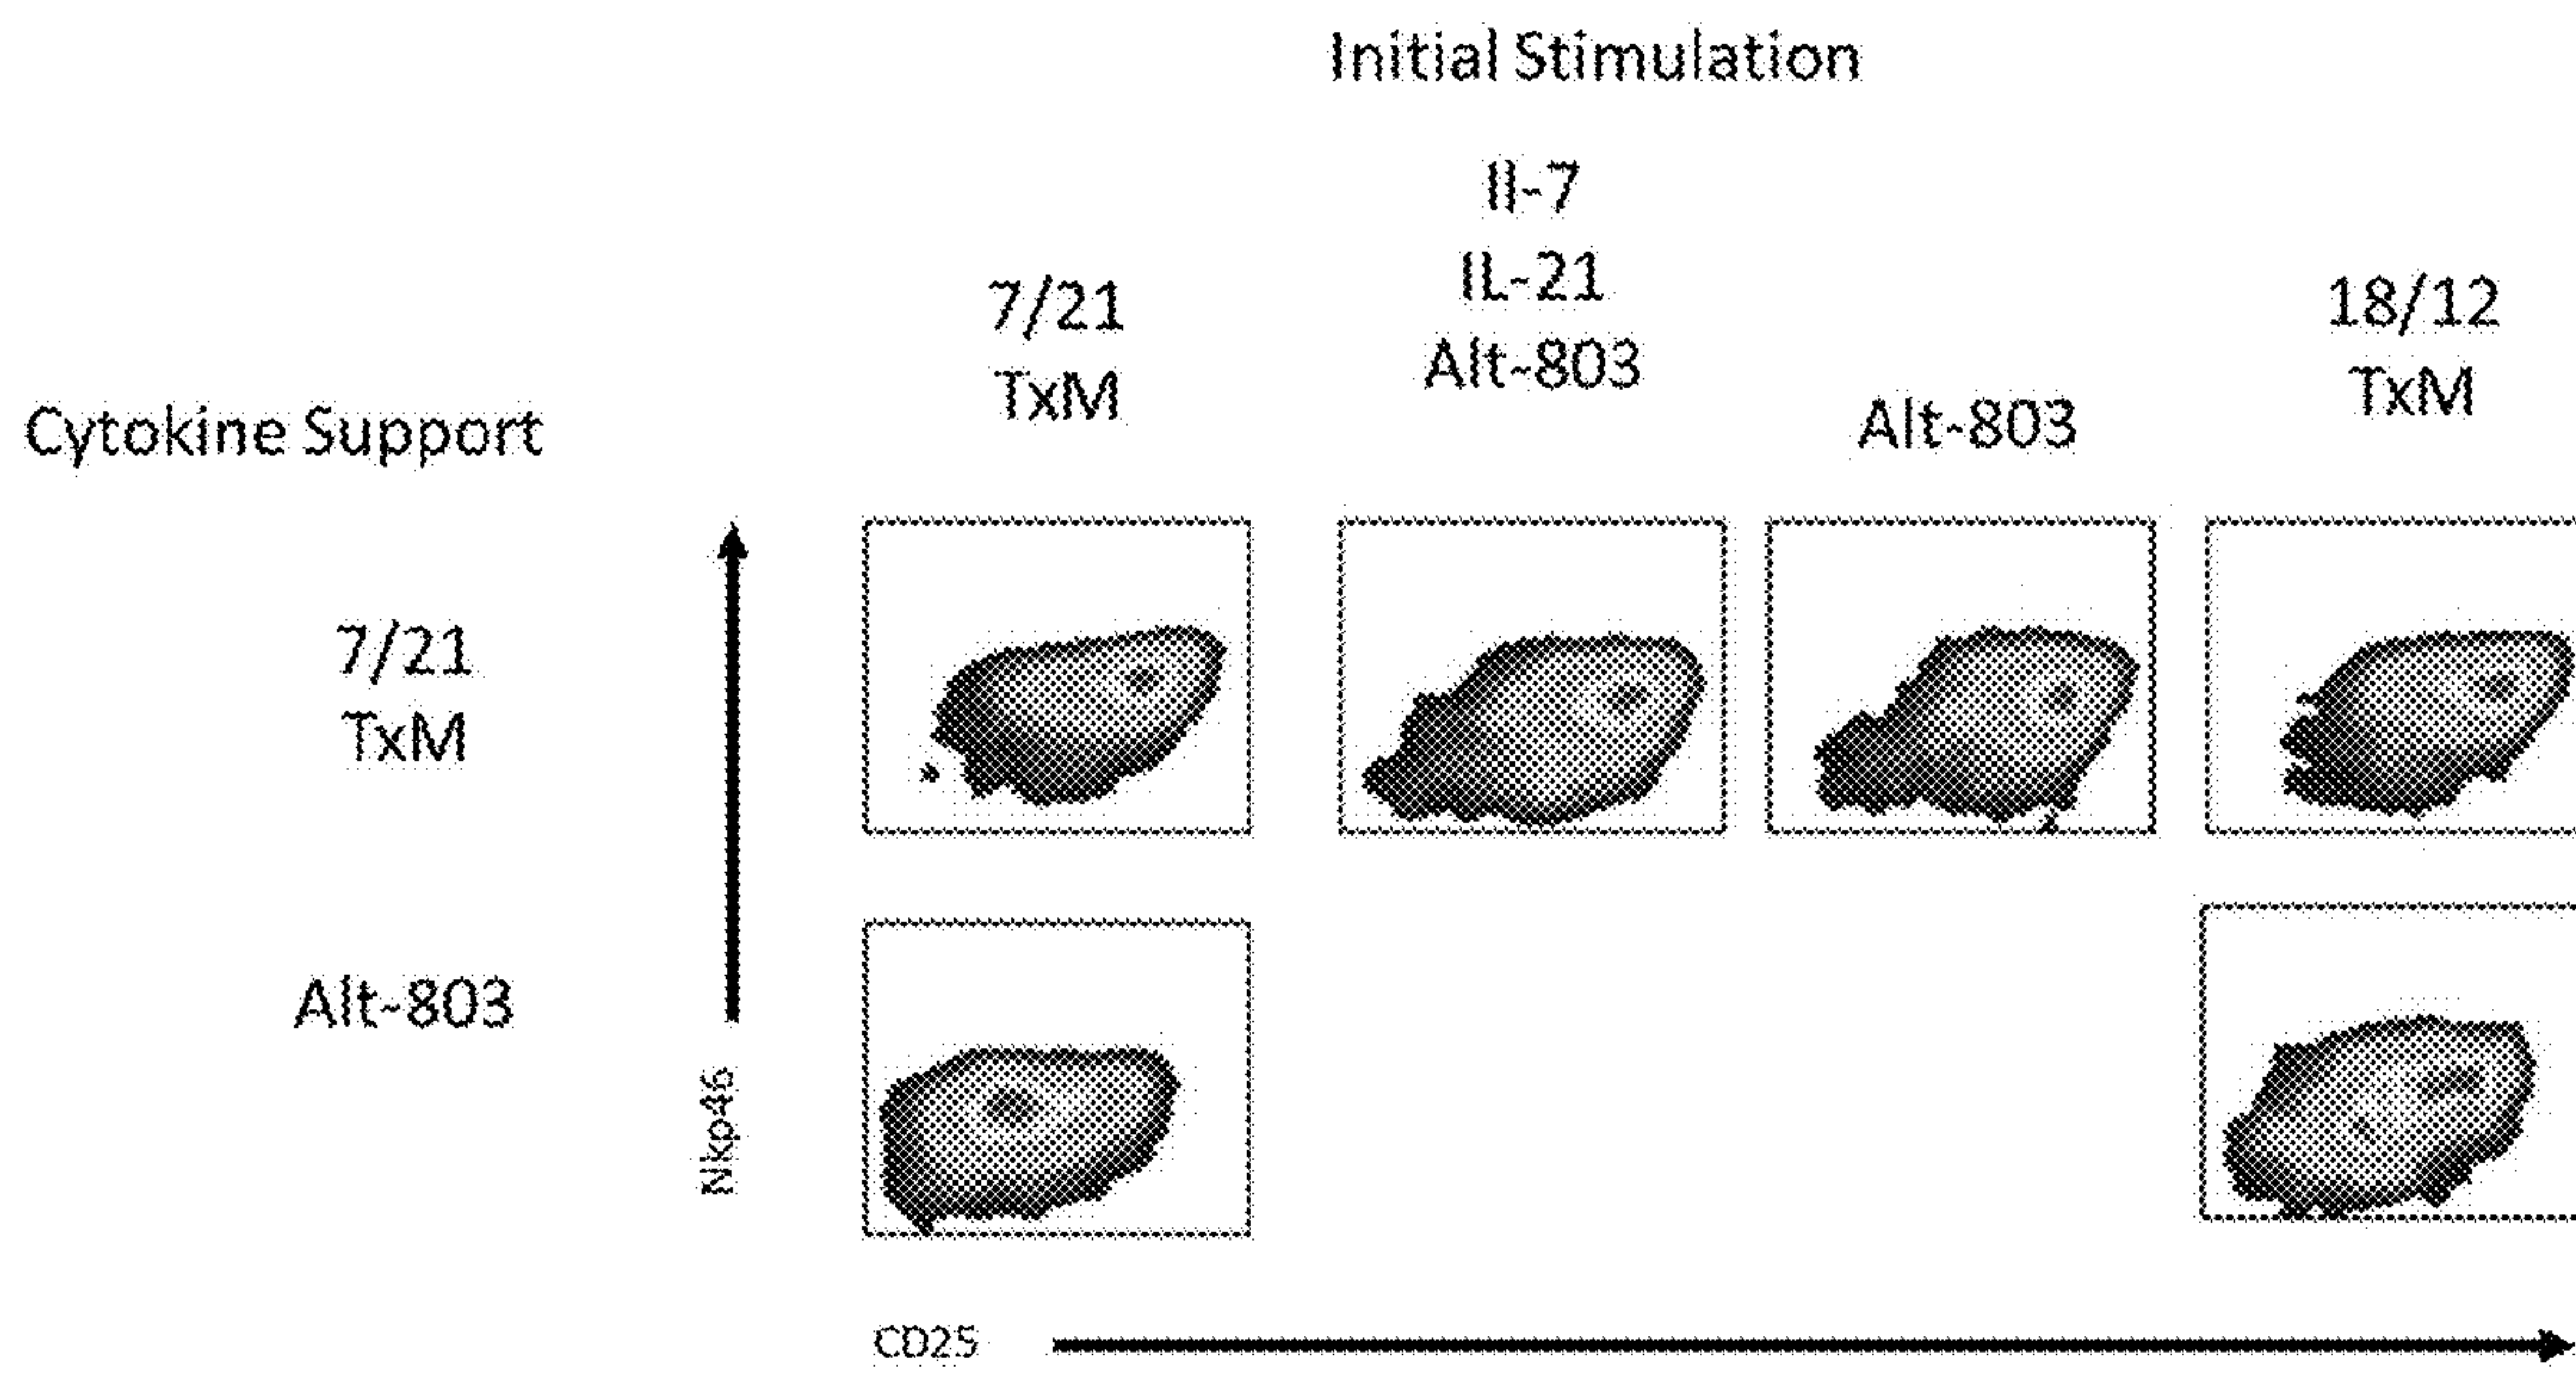 Initial Stimulation
Il-7
IL-21
Alt-803
7/21
TxM
Alt-803
18/12
TxM
Cytokine Support
7/21
TxM
Alt-803
Nkp46
CD25